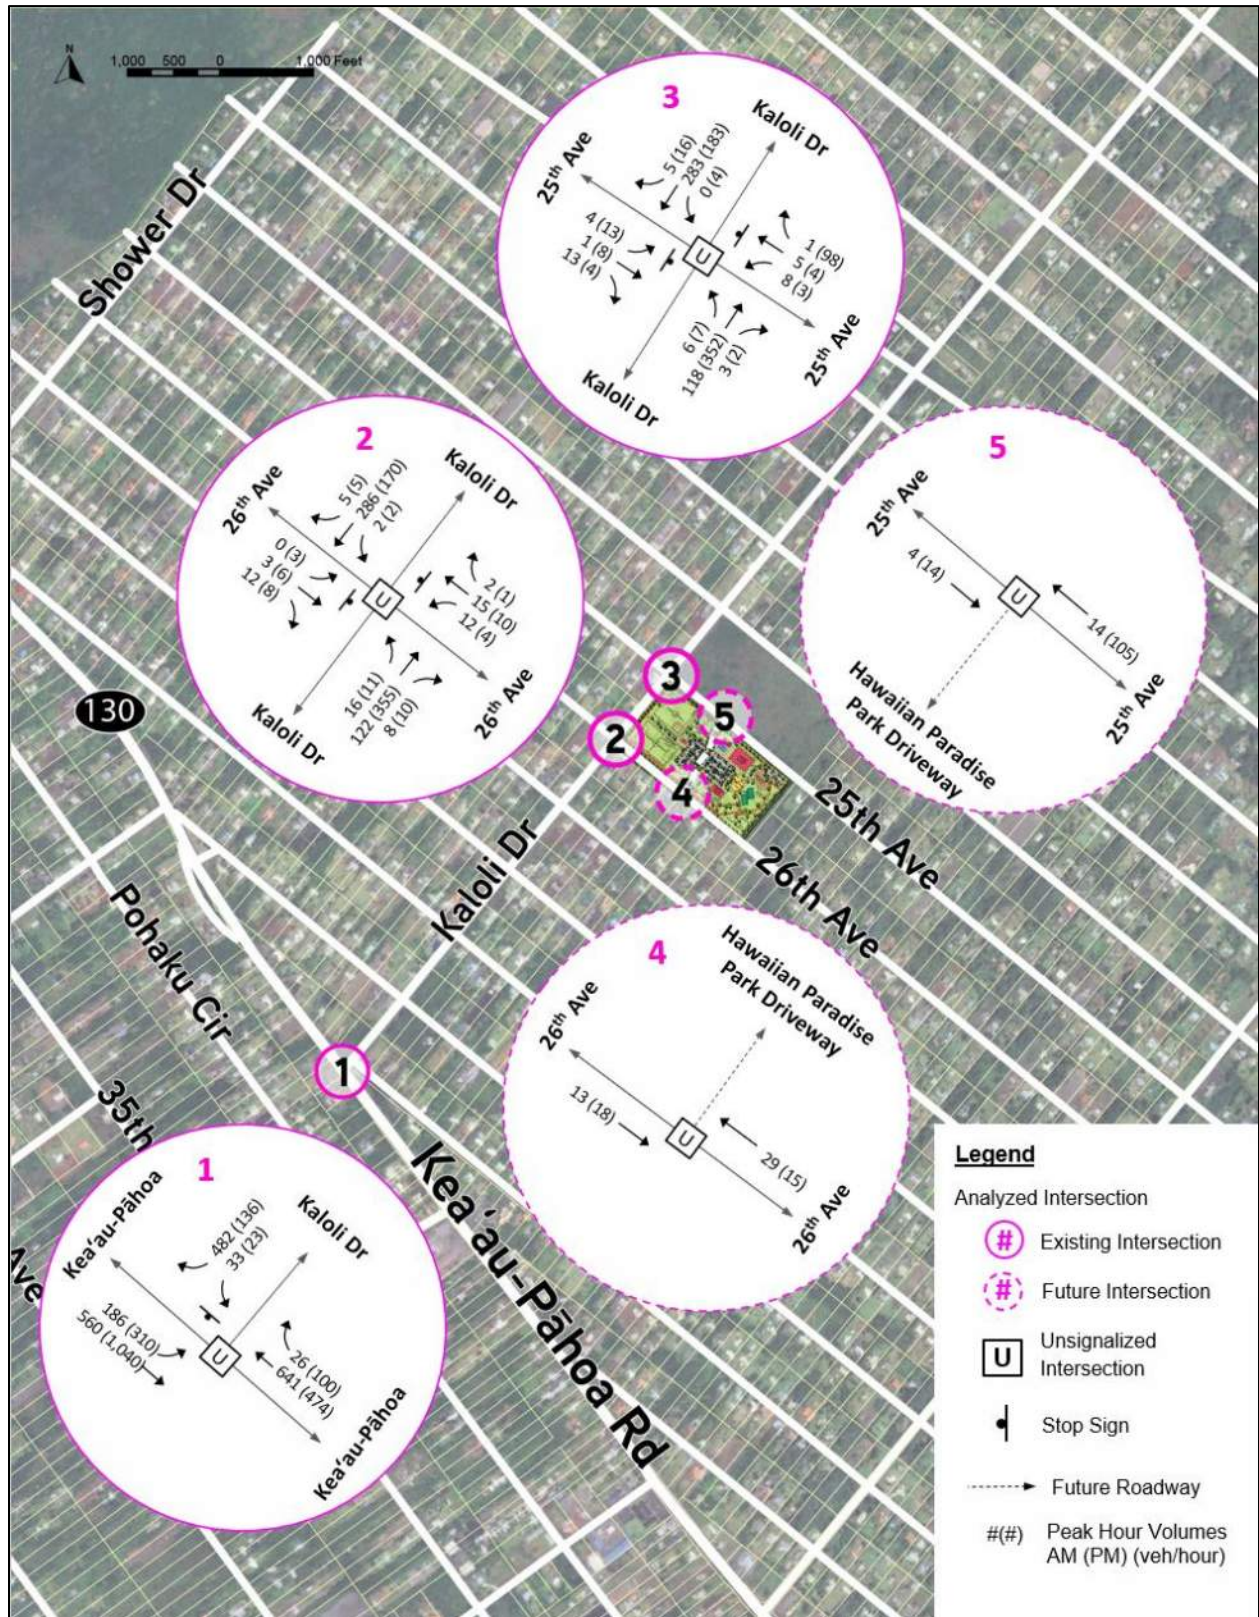 N
1,000 500 0 1,000 Feet
3
Kaloli Dr
25th Ave
5 (16)
283 (183)
0 (4)
4 (13)
1 (8)
13 (4)
U
1 (98)
5 (4)
8 (3)
6 (7)
118 (352)
3 (2)
25th Ave
Kaloli Dr
Shower Dr
2
Kaloli Dr
26th Ave
5 (5)
286 (170)
2 (2)
0 (3)
3 (6)
12 (8)
U
2 (1)
15 (10)
12 (4)
16 (11)
122 (355)
8 (10)
26th Ave
Kaloli Dr
5
25th Ave
4 (14)
U
14 (105)
25th Ave
Hawaiian Paradise
Park Driveway
130
3
5
2
4
25th Ave
26th Ave
Kaloli Dr
Pohaku Cir
35th
Ave
1
Keaʻau-Pāhoa Rd
4
Hawaiian Paradise
Park Driveway
26th Ave
13 (18)
U
29 (15)
26th Ave
1
Keaʻau-Pāhoa
Kaloli Dr
482 (136)
33 (23)
186 (310)
560 (1,040)
U
26 (100)
641 (474)
Keaʻau-Pāhoa
Legend
Analyzed Intersection
# Existing Intersection
# Future Intersection
U Unsignalized
Intersection
Stop Sign
Future Roadway
#(#) Peak Hour Volumes
AM (PM) (veh/hour)